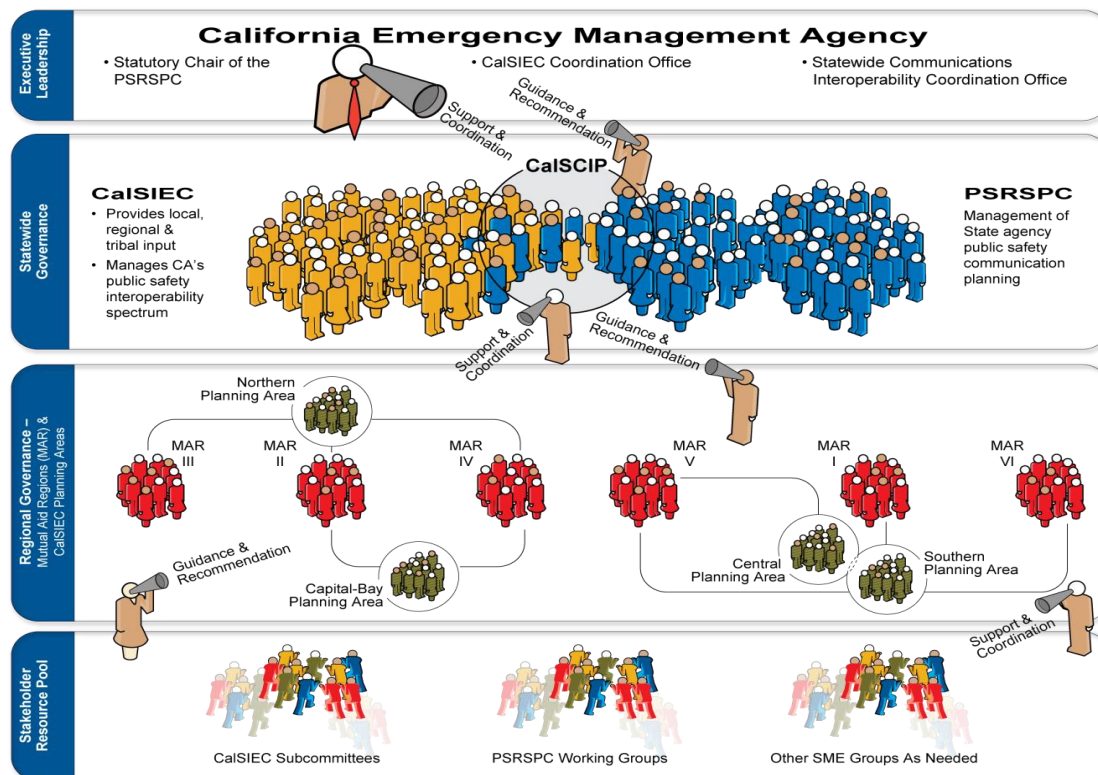 Executive
Leadership
California Emergency Management Agency
• Statutory Chair of the
PSRSPC
• CalSIEC Coordination Office
• Statewide Communications
Interoperability Coordination Office
Support &
Coordination
Guidance &
Recommendation
Statewide
Governance
CalSIEC
• Provides local,
regional &
tribal input
• Manages CA's
public safety
interoperability
spectrum
CalSCIP
PSRSPC
Management of
State agency
public safety
communication
planning
Support &
Coordination
Guidance &
Recommendation
Regional Governance –
Mutual Aid Regions (MAR) &
CalSIEC Planning Areas
Northern
Planning Area
MAR
III
MAR
II
MAR
IV
MAR
V
MAR
I
MAR
VI
Capital-Bay
Planning Area
Central
Planning Area
Southern
Planning Area
Guidance &
Recommendation
Support &
Coordination
Stakeholder
Resource Pool
CalSIEC Subcommittees
PSRSPC Working Groups
Other SME Groups As Needed